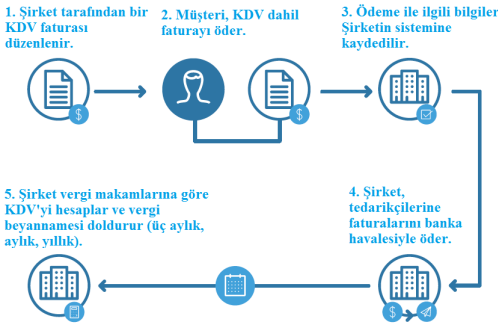 1. Şirket tarafından bir
KDV faturası
düzenlenir.
2. Müşteri, KDV dahil
faturayı öder.
3. Ödeme ile ilgili bilgiler
Şirketin sistemine
kaydedilir.
$
$
5. Şirket vergi makamlarına göre
KDV'yi hesaplar ve vergi
beyannamesi doldurur (üç aylık,
aylık, yıllık).
4. Şirket,
tedarikçilerine
faturalarını banka
havalesiyle öder.
$